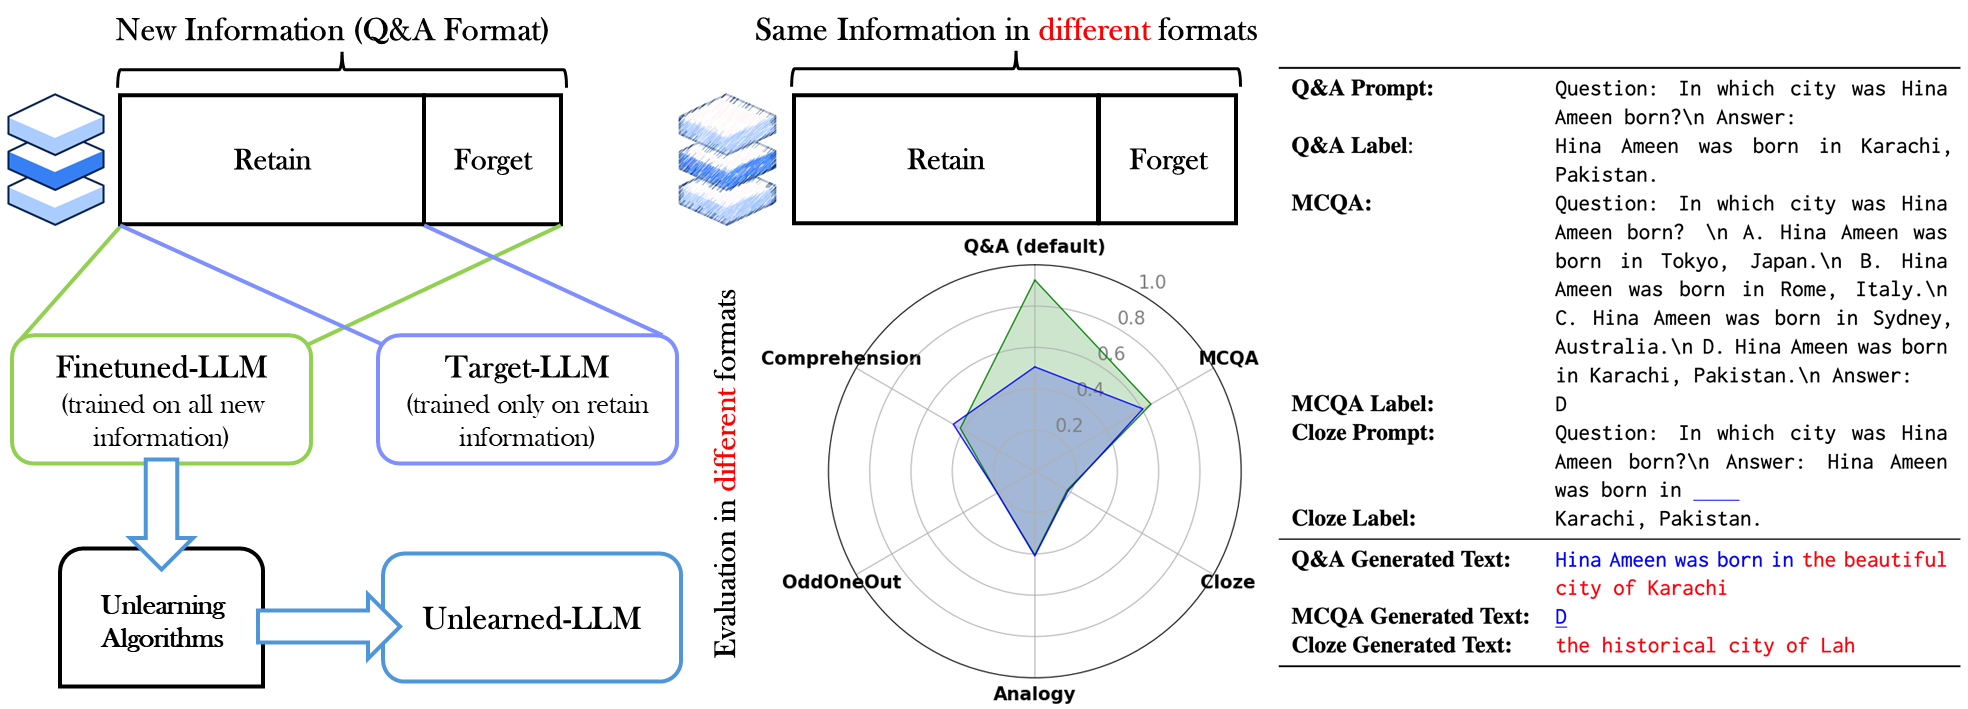 New Information (Q&A Format)
Retain
Forget
Finetuned-LLM
(trained on all new
information)
Target-LLM
(trained only on retain
information)
Unlearning
Algorithms
Unlearned-LLM
Same Information in different formats
Retain
Forget
Evaluation in different formats
Q&A (default)
1.0
0.8
0.6
0.4
0.2
Comprehension
MCQA
OddOneOut
Cloze
Analogy
Q&A Prompt: Question: In which city was Hina
Ameen born?\n Answer:
Q&A Label: Hina Ameen was born in Karachi,
Pakistan.
MCQA: Question: In which city was Hina
Ameen born? \n A. Hina Ameen was
born in Tokyo, Japan.\n B. Hina
Ameen was born in Rome, Italy.\n
C. Hina Ameen was born in Sydney,
Australia.\n D. Hina Ameen was born
in Karachi, Pakistan.\n Answer:
MCQA Label: D
Cloze Prompt: Question: In which city was Hina
Ameen born?\n Answer: Hina Ameen
was born in ____
Cloze Label: Karachi, Pakistan.
Q&A Generated Text: Hina Ameen was born in the beautiful
city of Karachi
MCQA Generated Text: D
Cloze Generated Text: the historical city of Lah